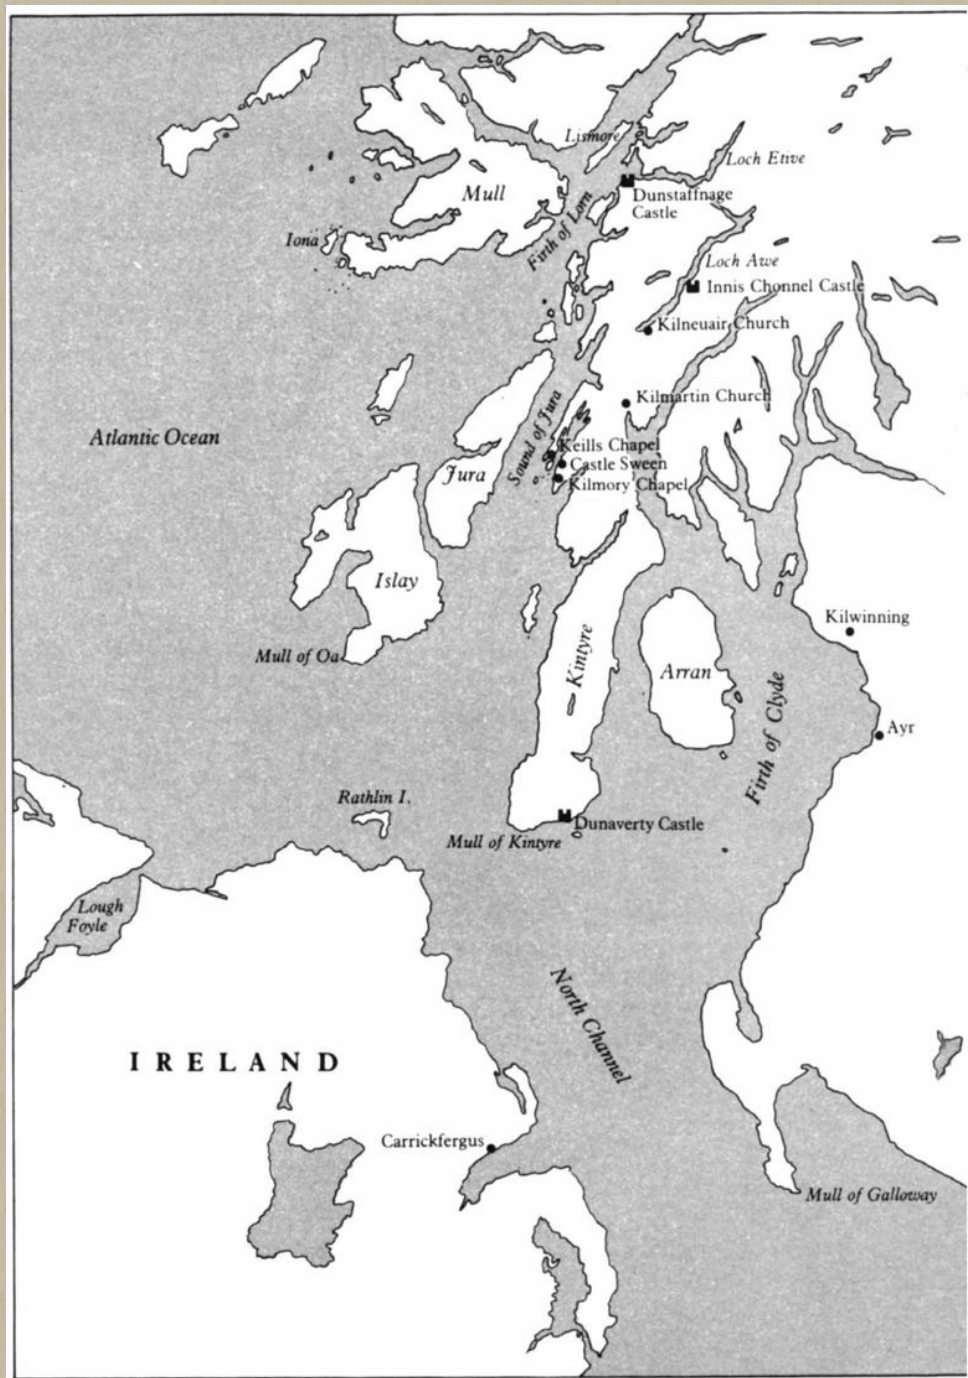 Lismore
Loch Etive
Mull
Dunstaffnage
Castle
Firth of Lorn
Iona
Loch Awe
Innis Chonnel Castle
Kilneuair Church
Kilmartin Church
Atlantic Ocean
Sound of Jura
Keills Chapel
Castle Sween
Kilmory Chapel
Jura
Islay
Kilwinning
Mull of Oa
Kintyre
Arran
Firth of Clyde
Ayr
Rathlin I.
Dunaverty Castle
Mull of Kintyre
Lough
Foyle
North Channel
IRELAND
Carrickfergus
Mull of Galloway